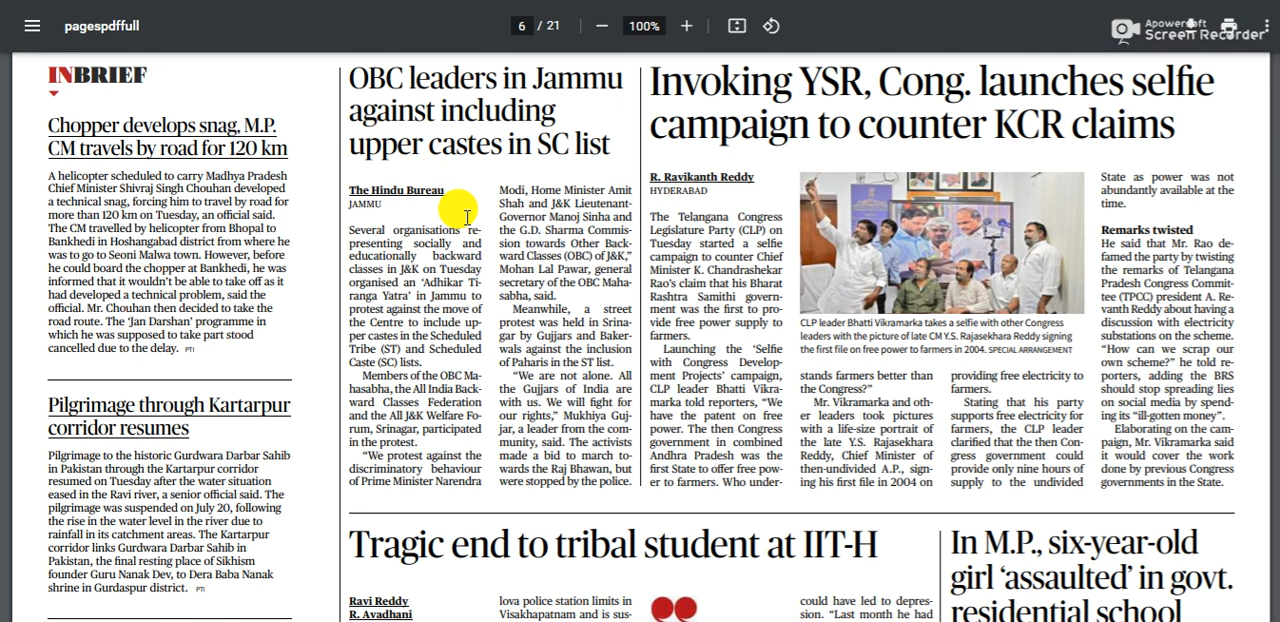 pagespdffull
6 / 21
100%
Apowersoft
Screen Recorder
INBRIEF
Chopper develops snag, M.P.
CM travels by road for 120 km
A helicopter scheduled to carry Madhya Pradesh
Chief Minister Shivraj Singh Chouhan developed
a technical snag, forcing him to travel by road for
more than 120 km on Tuesday, an official said.
The CM travelled by helicopter from Bhopal to
Bankhedi in Hoshangabad district from where he
was to go to Seoni Malwa town. However, before
he could board the chopper at Bankhedi, he was
informed that it wouldn't be able to take off as it
had developed a technical problem, said the
official. Mr. Chouhan then decided to take the
road route. The 'Jan Darshan' programme in
which he was supposed to take part stood
cancelled due to the delay. PTI
Pilgrimage through Kartarpur
corridor resumes
Pilgrimage to the historic Gurdwara Darbar Sahib
in Pakistan through the Kartarpur corridor
resumed on Tuesday after the water situation
eased in the Ravi river, a senior official said. The
pilgrimage was suspended on July 20, following
the rise in the water level in the river due to
rainfall in its catchment areas. The Kartarpur
corridor links Gurdwara Darbar Sahib in
Pakistan, the final resting place of Sikhism
founder Guru Nanak Dev, to Dera Baba Nanak
shrine in Gurdaspur district. PTI
OBC leaders in Jammu
against including
upper castes in SC list
The Hindu Bureau
JAMMU
Several organisations re-
presenting socially and
educationally backward
classes in J&K on Tuesday
organised an 'Adhikar Ti-
ranga Yatra' in Jammu to
protest against the move of
the Centre to include up-
per castes in the Scheduled
Tribe (ST) and Scheduled
Caste (SC) lists.
Members of the OBC Ma-
hasabha, the All India Back-
ward Classes Federation
and the All J&K Welfare Fo-
rum, Srinagar, participated
in the protest.
"We protest against the
discriminatory behaviour
of Prime Minister Narendra
Modi, Home Minister Amit
Shah and J&K Lieutenant-
Governor Manoj Sinha and
the G.D. Sharma Commis-
sion towards Other Back-
ward Classes (OBC) of J&K,"
Mohan Lal Pawar, general
secretary of the OBC Maha-
sabha, said.
Meanwhile, a street
protest was held in Srina-
gar by Gujjars and Baker-
wals against the inclusion
of Paharis in the ST list.
"We are not alone. All
the Gujjars of India are
with us. We will fight for
our rights," Mukhiya Guj-
jar, a leader from the com-
munity, said. The activists
made a bid to march to-
wards the Raj Bhawan, but
were stopped by the police.
Invoking YSR, Cong. launches selfie
campaign to counter KCR claims
R. Ravikanth Reddy
HYDERABAD
The Telangana Congress
Legislature Party (CLP) on
Tuesday started a selfie
campaign to counter Chief
Minister K. Chandrashekar
Rao's claim that his Bharat
Rashtra Samithi govern-
ment was the first to pro-
vide free power supply to
farmers.
Launching the 'Selfie
with Congress Develop-
ment Projects' campaign,
CLP leader Bhatti Vikra-
marka told reporters, "We
have the patent on free
power. The then Congress
government in combined
Andhra Pradesh was the
first State to offer free pow-
er to farmers. Who under-
CLP leader Bhatti Vikramarka takes a selfie with other Congress
leaders with the picture of late CM Y.S. Rajasekhara Reddy signing
the first file on free power to farmers in 2004. SPECIAL ARRANGEMENT
stands farmers better than
the Congress?"
Mr. Vikramarka and oth-
er leaders took pictures
with a life-size portrait of
the late Y.S. Rajasekhara
Reddy, Chief Minister of
then-undivided A.P., sign-
ing his first file in 2004 on
providing free electricity to
farmers.
Stating that his party
supports free electricity for
farmers, the CLP leader
clarified that the then Con-
gress government could
provide only nine hours of
supply to the undivided
State as power was not
abundantly available at the
time.
Remarks twisted
He said that Mr. Rao de-
famed the party by twisting
the remarks of Telangana
Pradesh Congress Commit-
tee (TPCC) president A. Re-
vanth Reddy about having a
discussion with electricity
substations on the scheme.
"How can we scrap our
own scheme?" he told re-
porters, adding the BRS
should stop spreading lies
on social media by spend-
ing its "ill-gotten money".
Elaborating on the cam-
paign, Mr. Vikramarka said
it would cover the work
done by previous Congress
governments in the State.
Tragic end to tribal student at IIT-H
Ravi Reddy
R. Avadhani
lova police station limits in
Visakhapatnam and is sus-
could have led to depres-
sion. "Last month he had
In M.P., six-year-old
girl 'assaulted' in govt.
residential school